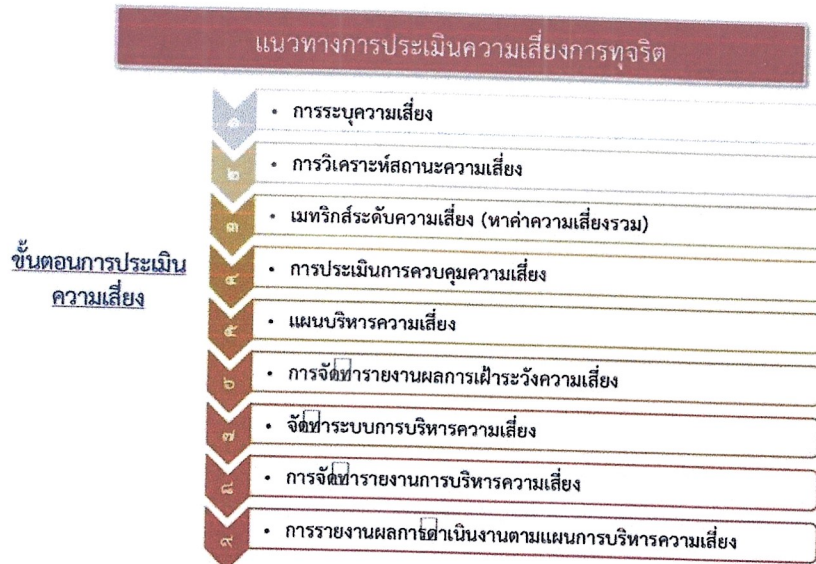 แนวทางการประเมินความเสี่ยงการทุจริต
ขั้นตอนการประเมิน
ความเสี่ยง
๑ • การระบุความเสี่ยง
๒ • การวิเคราะห์สถานะความเสี่ยง
๓ • เมทริกส์ระดับความเสี่ยง (หาค่าความเสี่ยงรวม)
๔ • การประเมินการควบคุมความเสี่ยง
๕ • แผนบริหารความเสี่ยง
๖ • การจัดทำรายงานผลการเฝ้าระวังความเสี่ยง
๗ • จัดทำระบบการบริหารความเสี่ยง
๘ • การจัดทำรายงานการบริหารความเสี่ยง
๙ • การรายงานผลการดำเนินงานตามแผนการบริหารความเสี่ยง